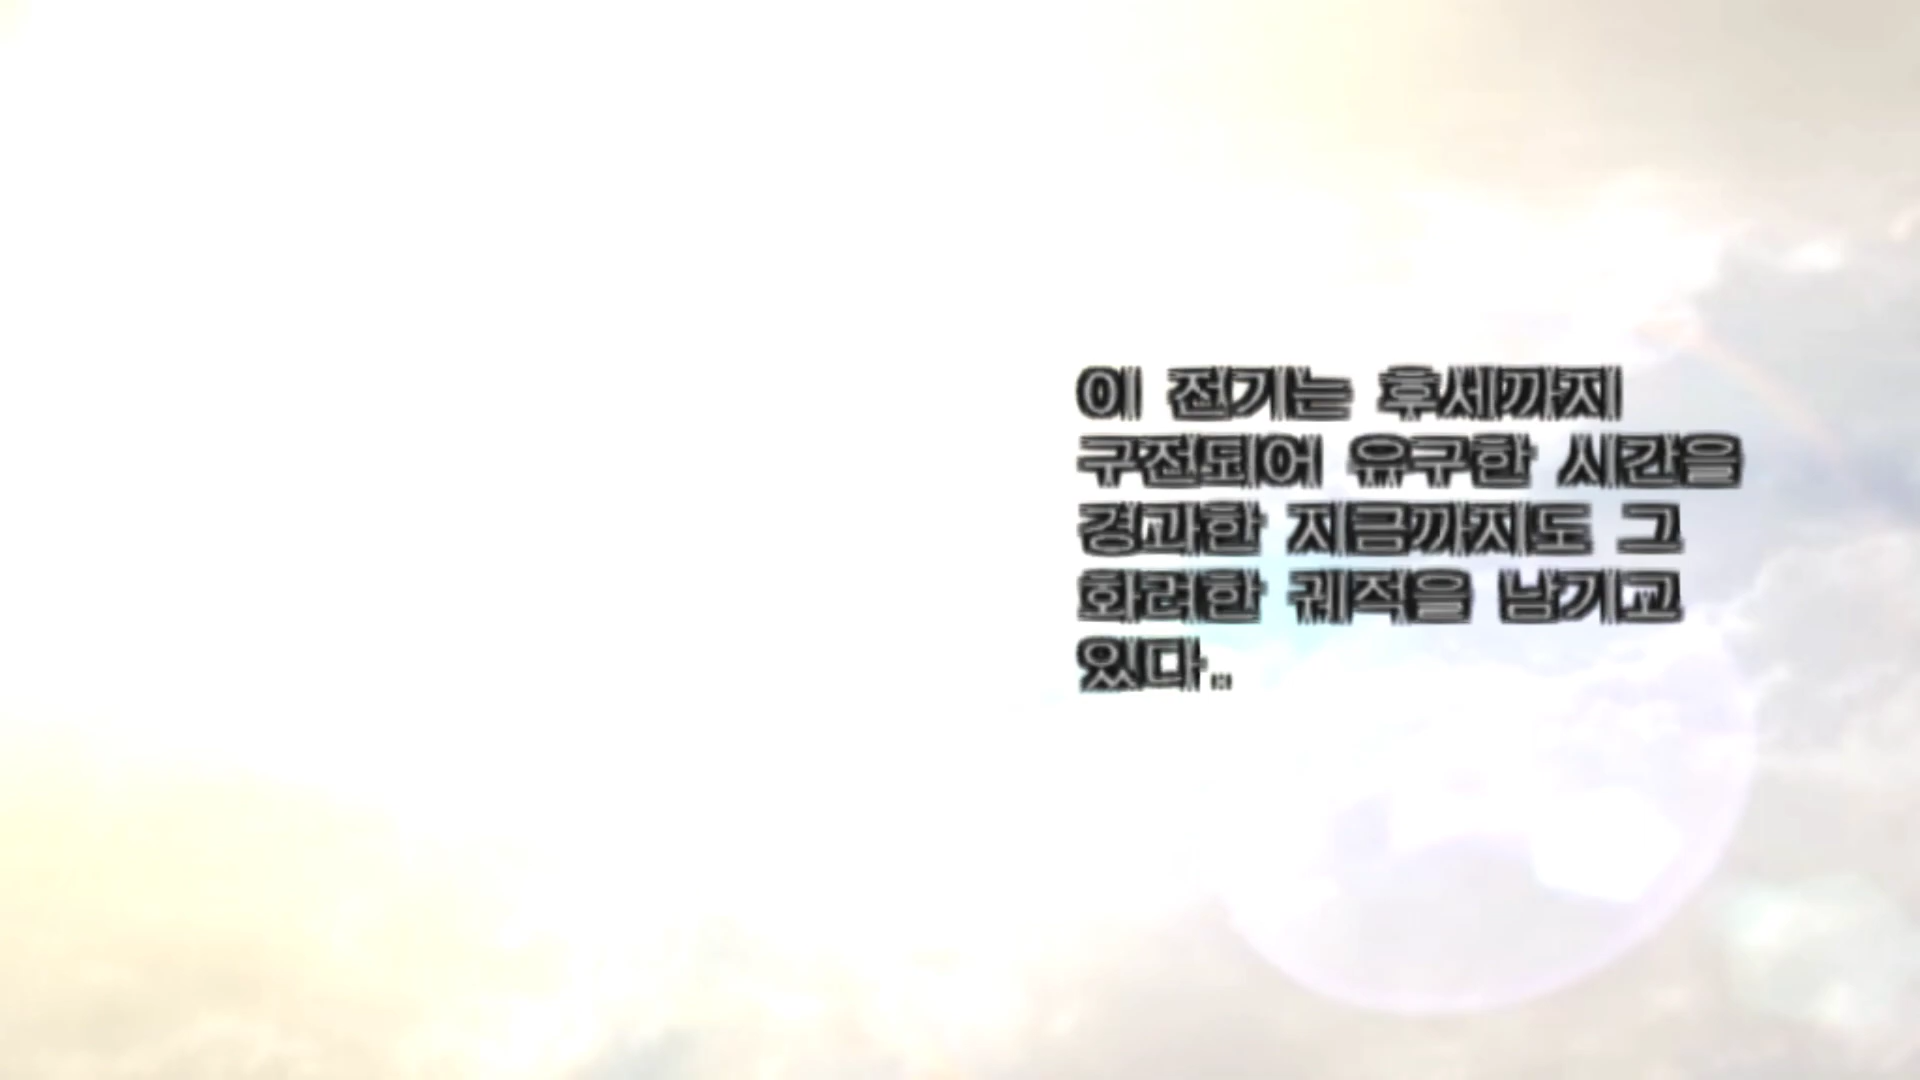 이 전기는 후세까지
구전되어 유구한 시간을
경과한 지금까지도 그
화려한 궤적을 남기고
있다..